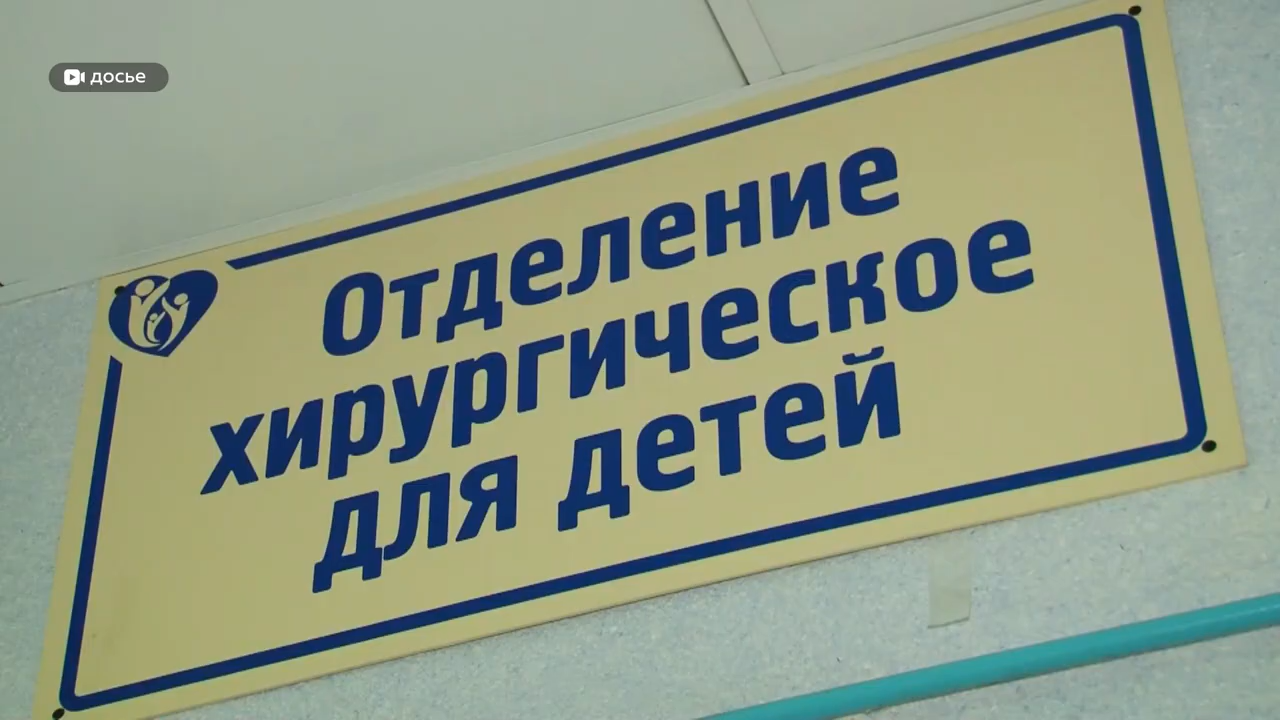 досье
Отделение
хирургическое
для детей